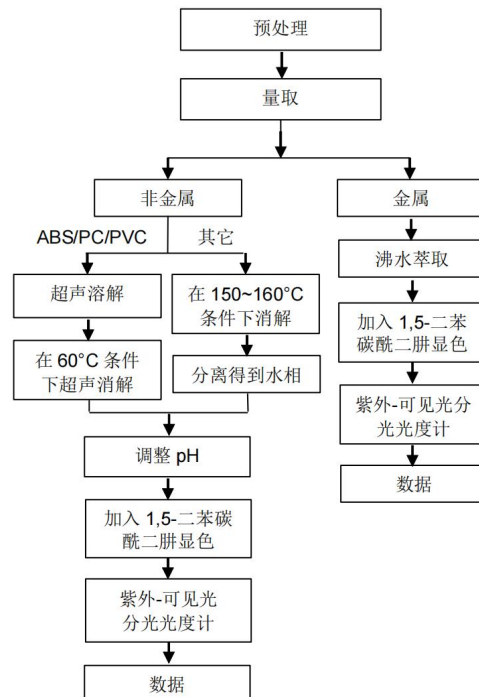 预处理
量取
非金属
金属
ABS/PC/PVC
其它
超声溶解
在 150~160°C
条件下消解
沸水萃取
在 60°C 条件
下超声消解
分离得到水相
加入 1,5-二苯
碳酰二肼显色
紫外-可见光分
光光度计
调整 pH
数据
加入 1,5-二苯碳
酰二肼显色
紫外-可见光
分光光度计
数据